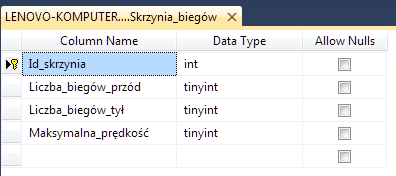 LENOVO-KOMPUTER....Skrzynia_biegów
Column Name Data Type Allow Nulls
Id_skrzynia int
Liczba_biegów_przód tinyint
Liczba_biegów_tył tinyint
Maksymalna_prędkość tinyint